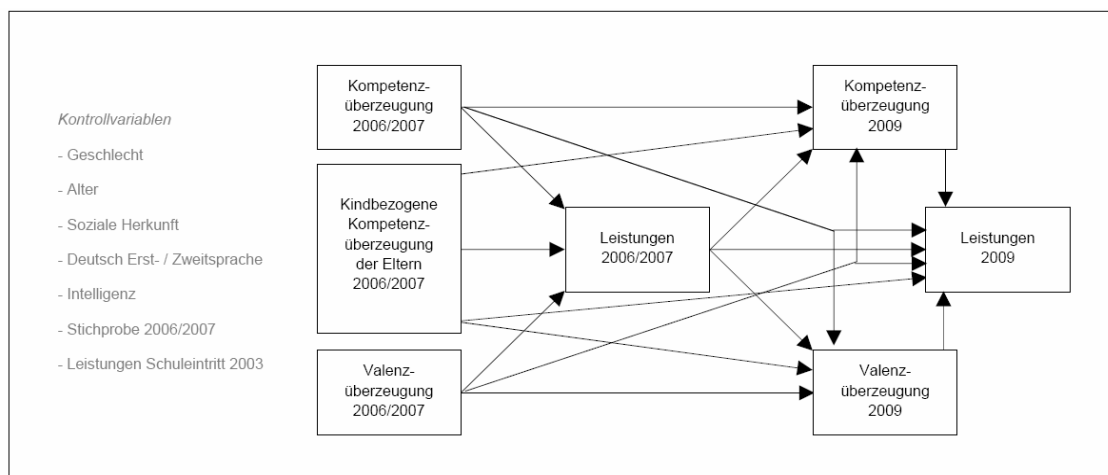 Kontrollvariablen
- Geschlecht
- Alter
- Soziale Herkunft
- Deutsch Erst- / Zweitsprache
- Intelligenz
- Stichprobe 2006/2007
- Leistungen Schuleintritt 2003
Kompetenz-
überzeugung
2006/2007
Kindbezogene
Kompetenz-
überzeugung
der Eltern
2006/2007
Valenz-
überzeugung
2006/2007
Leistungen
2006/2007
Kompetenz-
überzeugung
2009
Leistungen
2009
Valenz-
überzeugung
2009